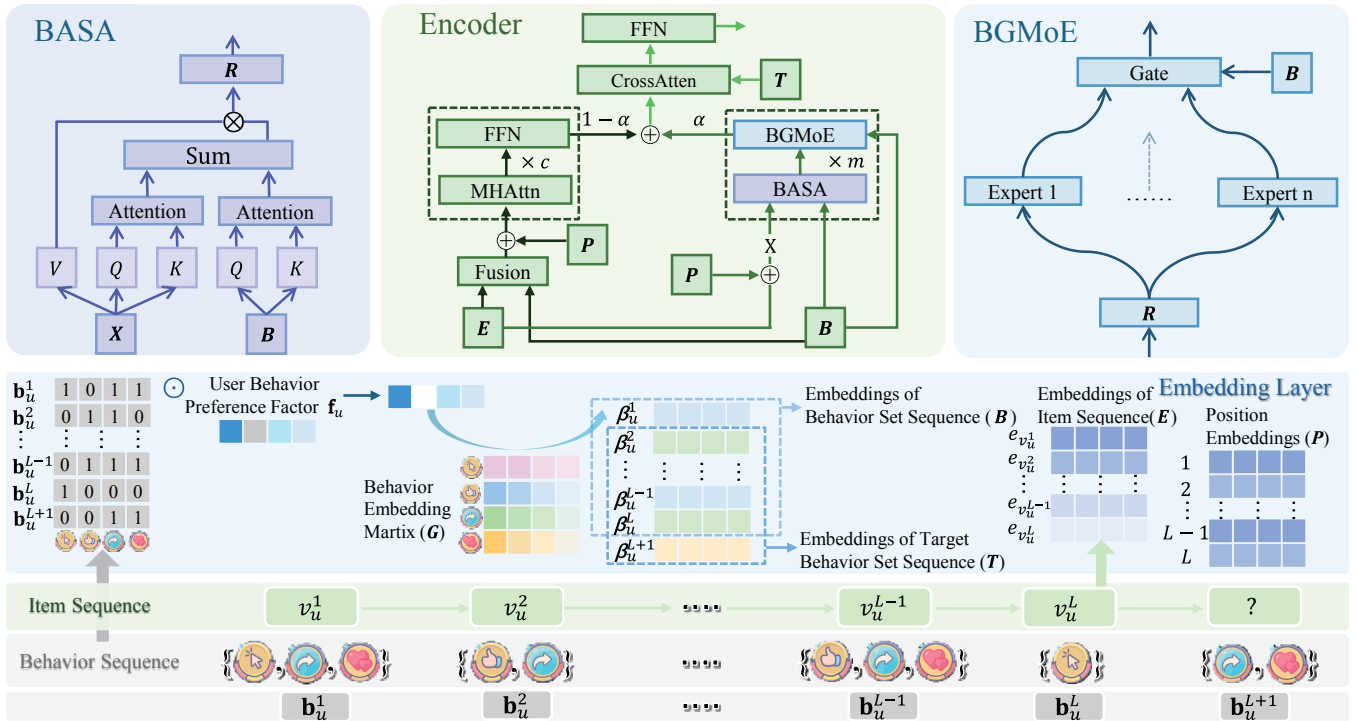 BASA
R
⊗
Sum
Attention
Attention
V
Q
K
Q
K
X
B
Encoder
FFN
CrossAtten
T
1 − α
α
FFN
BGMoE
× c
× m
MHAttn
BASA
P
X
Fusion
P
E
B
BGMoE
Gate
B
Expert 1
......
Expert n
R
Embedding Layer
b_u^1 1 0 1 1
b_u^2 0 1 1 0
b_u^{L-1} 0 1 1 1
b_u^L 1 0 0 0
b_u^{L+1} 0 0 1 1
⊙
User Behavior
Preference Factor f_u
Behavior
Embedding
Martix (G)
β_u^1
β_u^2
β_u^{L-1}
β_u^L
β_u^{L+1}
Embeddings of
Behavior Set Sequence (B)
Embeddings of Target
Behavior Set Sequence (T)
Embeddings of
Item Sequence(E)
e_{v_u^1}
e_{v_u^2}
e_{v_u^{L-1}}
e_{v_u^L}
Position
Embeddings (P)
1
2
L − 1
L
Item Sequence
v_u^1
v_u^2
....
v_u^{L-1}
v_u^L
?
Behavior Sequence
{ , , }
{ , }
....
{ , , }
{ }
{ , }
b_u^1
b_u^2
....
b_u^{L-1}
b_u^L
b_u^{L+1}